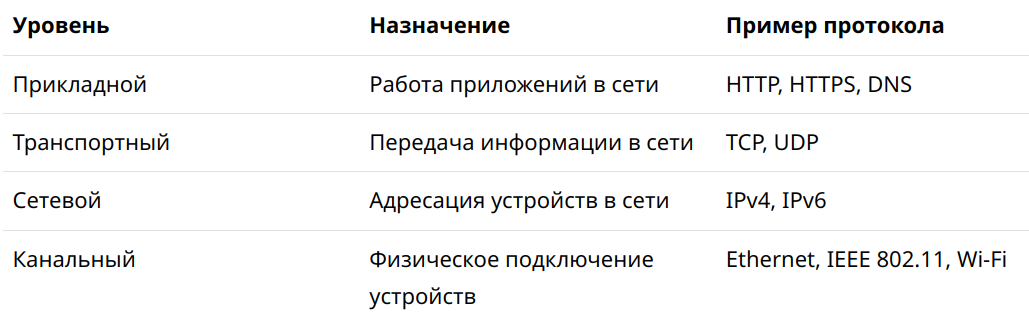 Уровень Назначение Пример протокола
Прикладной Работа приложений в сети HTTP, HTTPS, DNS
Транспортный Передача информации в сети TCP, UDP
Сетевой Адресация устройств в сети IPv4, IPv6
Канальный Физическое подключение Ethernet, IEEE 802.11, Wi-Fi
устройств